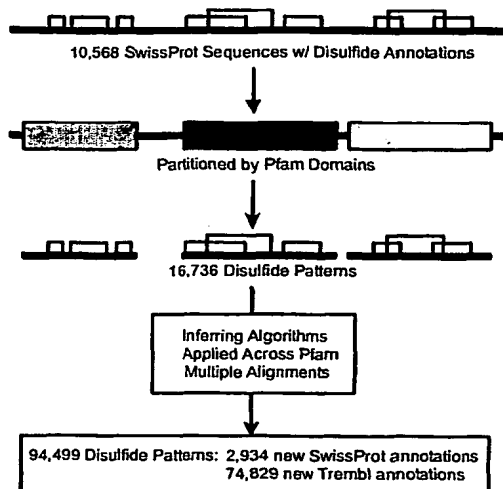 10,568 SwissProt Sequences w/ Disulfide Annotations
Partitioned by Pfam Domains
16,736 Disulfide Patterns
Inferring Algorithms
Applied Across Pfam
Multiple Alignments
94,499 Disulfide Patterns: 2,934 new SwissProt annotations
74,829 new Trembl annotations